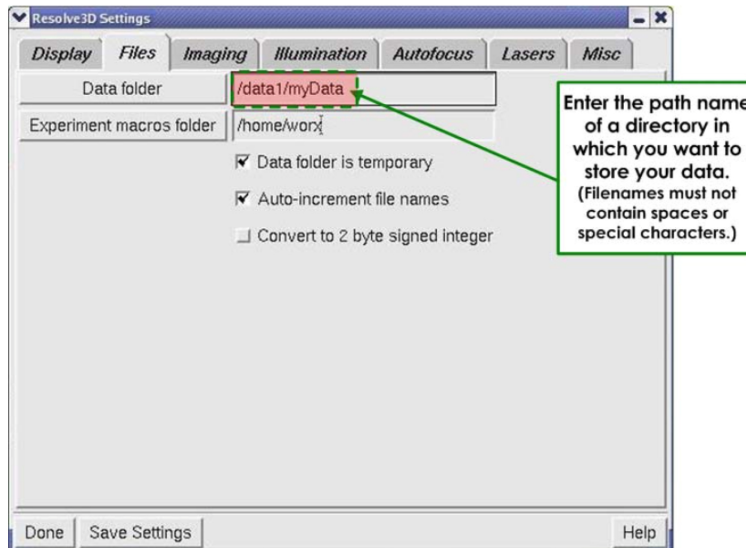 Resolve3D Settings
Display Files Imaging Illumination Autofocus Lasers Misc
Data folder /data1/myData
Experiment macros folder /home/worx
Data folder is temporary
Auto-increment file names
Convert to 2 byte signed integer
Enter the path name
of a directory in
which you want to
store your data.
(Filenames must not
contain spaces or
special characters.)
Done Save Settings Help